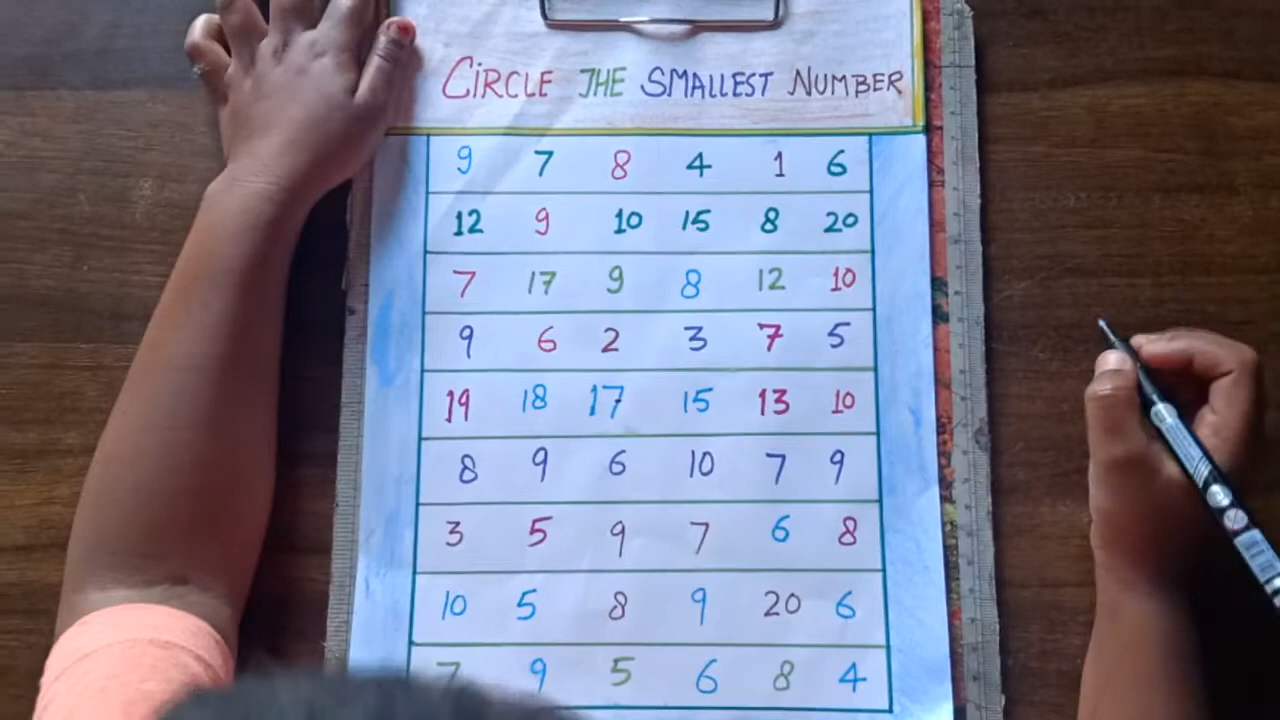 CIRCLE THE SMALLEST NUMBER
9 7 8 4 1 6
12 9 10 15 8 20
7 17 9 8 12 10
9 6 2 3 7 5
19 18 17 15 13 10
8 9 6 10 7 9
3 5 9 7 6 8
10 5 8 9 20 6
7 9 5 6 8 4